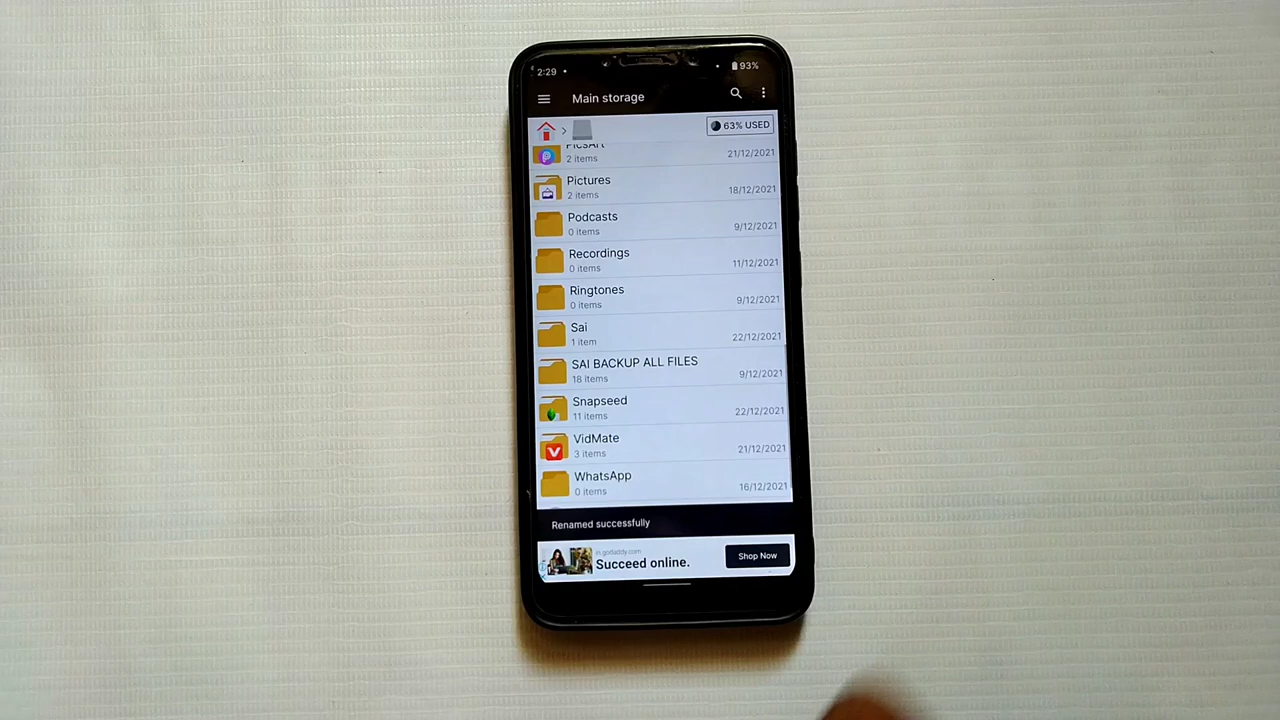 2:29
93%
Main storage
63% USED
PicsArt
2 items
21/12/2021
Pictures
2 items
18/12/2021
Podcasts
0 items
9/12/2021
Recordings
0 items
11/12/2021
Ringtones
0 items
9/12/2021
Sai
1 item
22/12/2021
SAI BACKUP ALL FILES
18 items
9/12/2021
Snapseed
11 items
22/12/2021
VidMate
3 items
21/12/2021
WhatsApp
0 items
16/12/2021
Renamed successfully
in.godaddy.com
Succeed online.
Shop Now